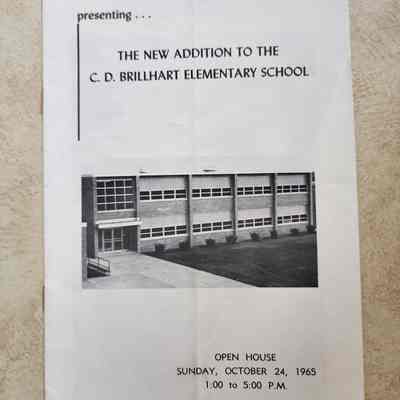 presenting . . .
THE NEW ADDITION TO THE
C. D. BRILLHART ELEMENTARY SCHOOL
OPEN HOUSE
SUNDAY, OCTOBER 24, 1965
1:00 to 5:00 P.M.